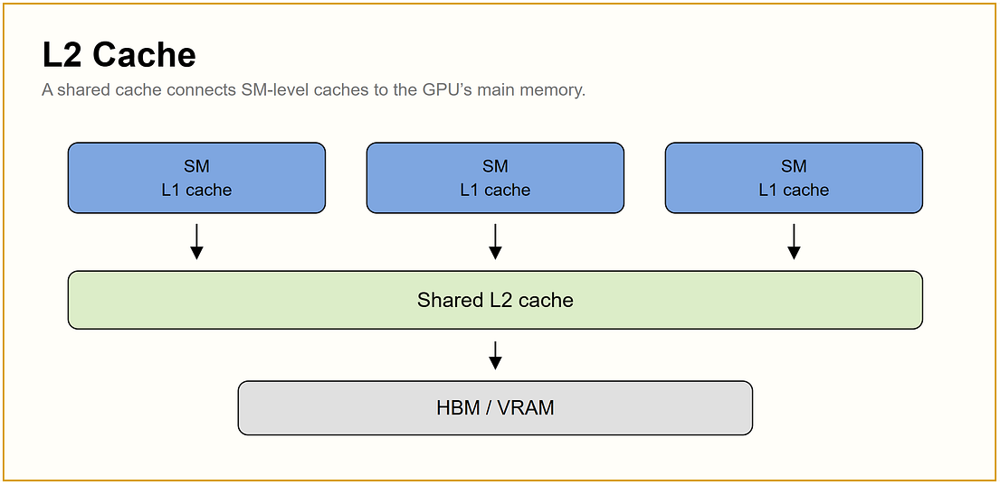 L2 Cache
A shared cache connects SM-level caches to the GPU’s main memory.
SM
L1 cache
SM
L1 cache
SM
L1 cache
Shared L2 cache
HBM / VRAM